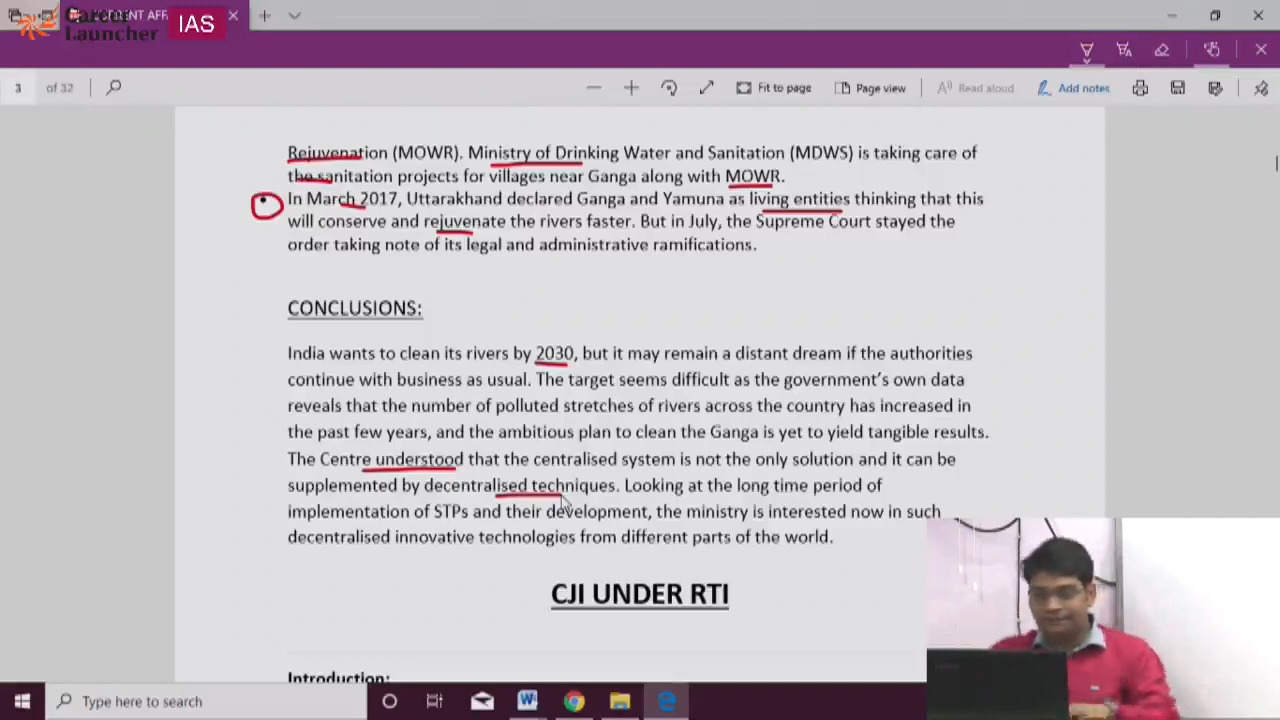 CURRENT AFF
Career
Launcher
IAS
3 of 32
Fit to page
Page view
Read aloud
Add notes
Rejuvenation (MOWR). Ministry of Drinking Water and Sanitation (MDWS) is taking care of
the sanitation projects for villages near Ganga along with MOWR.
• In March 2017, Uttarakhand declared Ganga and Yamuna as living entities thinking that this
will conserve and rejuvenate the rivers faster. But in July, the Supreme Court stayed the
order taking note of its legal and administrative ramifications.
CONCLUSIONS:
India wants to clean its rivers by 2030, but it may remain a distant dream if the authorities
continue with business as usual. The target seems difficult as the government's own data
reveals that the number of polluted stretches of rivers across the country has increased in
the past few years, and the ambitious plan to clean the Ganga is yet to yield tangible results.
The Centre understood that the centralised system is not the only solution and it can be
supplemented by decentralised techniques. Looking at the long time period of
implementation of STPs and their development, the ministry is interested now in such
decentralised innovative technologies from different parts of the world.
CJI UNDER RTI
Introduction:
Type here to search